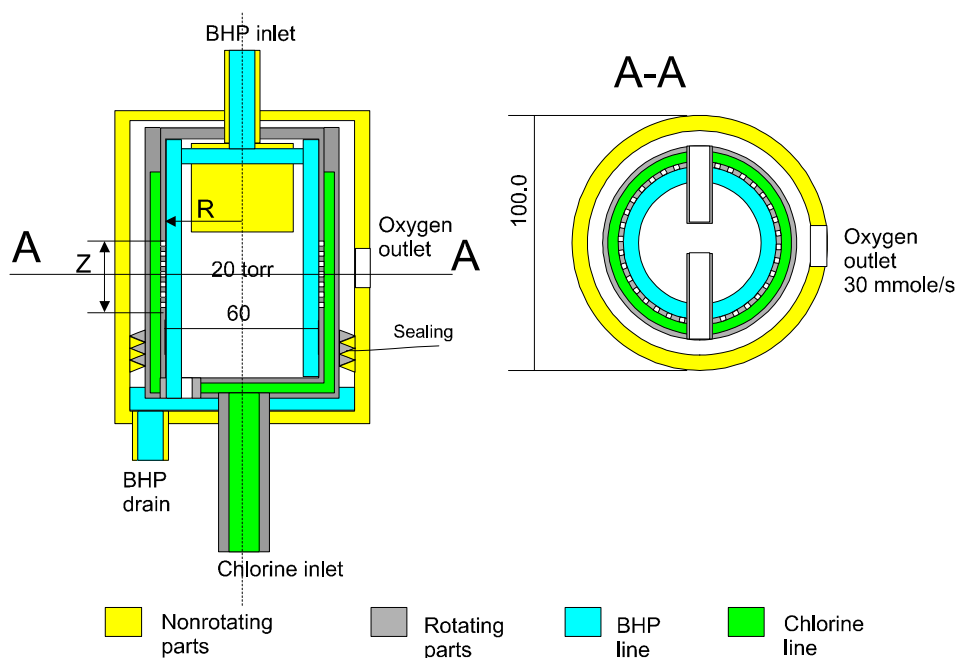 BHP inlet
A-A
R
Oxygen
outlet
A
Z
A
20 torr
60
Sealing
100.0
Oxygen
outlet
30 mmole/s
BHP
drain
Chlorine inlet
Nonrotating
parts
Rotating
parts
BHP
line
Chlorine
line